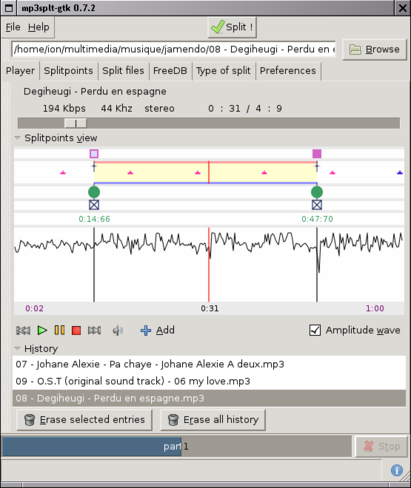 mp3splt-gtk 0.7.2
File Help Split !
/home/ion/multimedia/musique/jamendo/08 - Degiheugi - Perdu en e Browse
Player Splitpoints Split files FreeDB Type of split Preferences
Degiheugi - Perdu en espagne
194 Kbps 44 Khz stereo 0 : 31 / 4 : 9
Splitpoints view
0:14:66 0:47:70
0:02 0:31 1:00
Add Amplitude wave
History
07 - Johane Alexie - Pa chaye - Johane Alexie A deux.mp3
09 - O.S.T (original sound track) - 06 my love.mp3
08 - Degiheugi - Perdu en espagne.mp3
Erase selected entries Erase all history
part 1 Stop